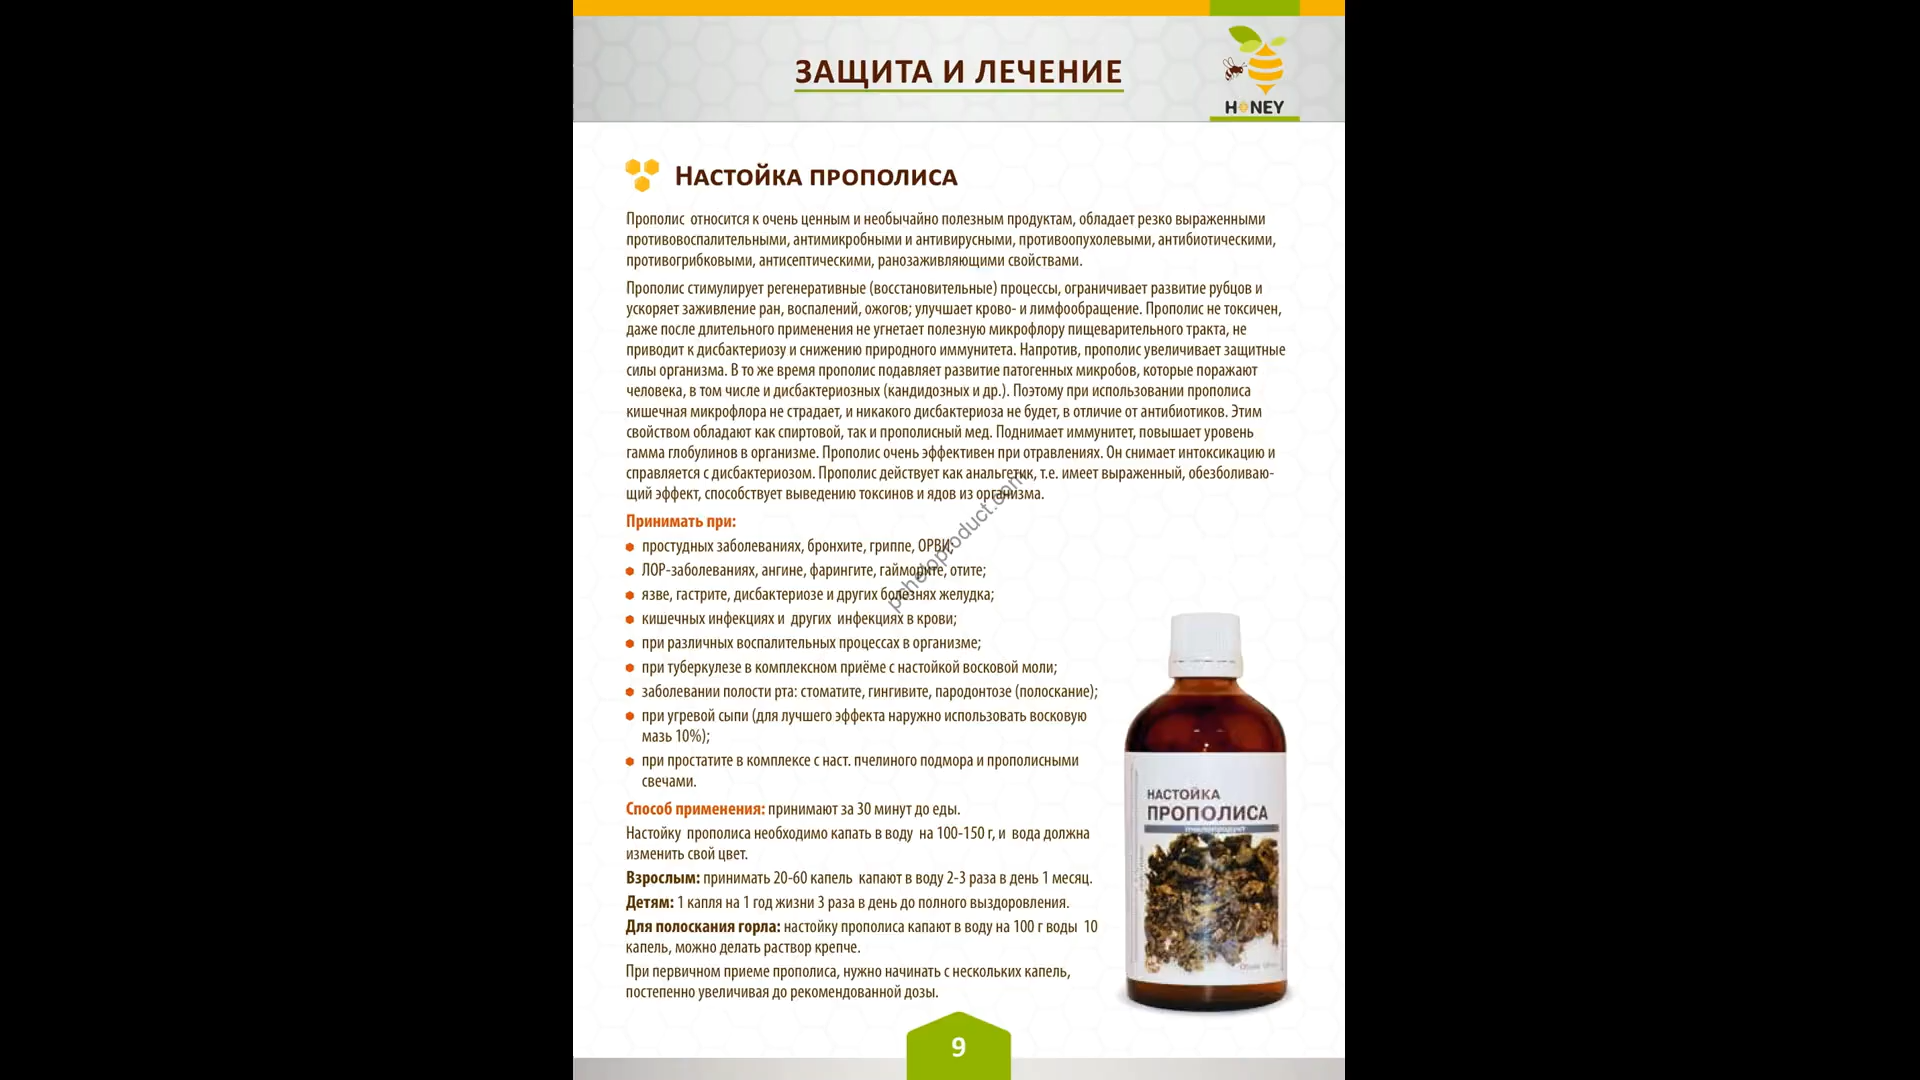 ЗАЩИТА И ЛЕЧЕНИЕ
HONEY
НАСТОЙКА ПРОПОЛИСА
Прополис относится к очень ценным и необычайно полезным продуктам, обладает резко выраженными
противовоспалительными, антимикробными и антивирусными, противоопухолевыми, антибиотическими,
противогрибковыми, антисептическими, ранозаживляющими свойствами.
Прополис стимулирует регенеративные (восстановительные) процессы, ограничивает развитие рубцов и
ускоряет заживление ран, воспалений, ожогов; улучшает крово- и лимфообращение. Прополис не токсичен,
даже после длительного применения не угнетает полезную микрофлору пищеварительного тракта, не
приводит к дисбактериозу и снижению природного иммунитета. Напротив, прополис увеличивает защитные
силы организма. В то же время прополис подавляет развитие патогенных микробов, которые поражают
человека, в том числе и дисбактериозных (кандидозных и др.). Поэтому при использовании прополиса
кишечная микрофлора не страдает, и никакого дисбактериоза не будет, в отличие от антибиотиков. Этим
свойством обладают как спиртовой, так и прополисный мед. Поднимает иммунитет, повышает уровень
гамма глобулинов в организме. Прополис очень эффективен при отравлениях. Он снимает интоксикацию и
справляется с дисбактериозом. Прополис действует как анальгетик, т.е. имеет выраженный, обезболиваю-
щий эффект, способствует выведению токсинов и ядов из организма.
pcheloproduct.com
Принимать при:
простудных заболеваниях, бронхите, гриппе, ОРВИ;
ЛОР-заболеваниях, ангине, фарингите, гайморите, отите;
язве, гастрите, дисбактериозе и других болезнях желудка;
кишечных инфекциях и других инфекциях в крови;
при различных воспалительных процессах в организме;
при туберкулезе в комплексном приёме с настойкой восковой моли;
заболевании полости рта: стоматите, гингивите, пародонтозе (полоскание);
при угревой сыпи (для лучшего эффекта наружно использовать восковую
мазь 10%);
при простатите в комплексе с наст. пчелиного подмора и прополисными
свечами.
Способ применения: принимают за 30 минут до еды.
Настойку прополиса необходимо капать в воду на 100-150 г, и вода должна
изменить свой цвет.
Взрослым: принимать 20-60 капель капают в воду 2-3 раза в день 1 месяц.
Детям: 1 капля на 1 год жизни 3 раза в день до полного выздоровления.
Для полоскания горла: настойку прополиса капают в воду на 100 г воды 10
капель, можно делать раствор крепче.
При первичном приеме прополиса, нужно начинать с нескольких капель,
постепенно увеличивая до рекомендованной дозы.
НАСТОЙКА
ПРОПОЛИСА
9